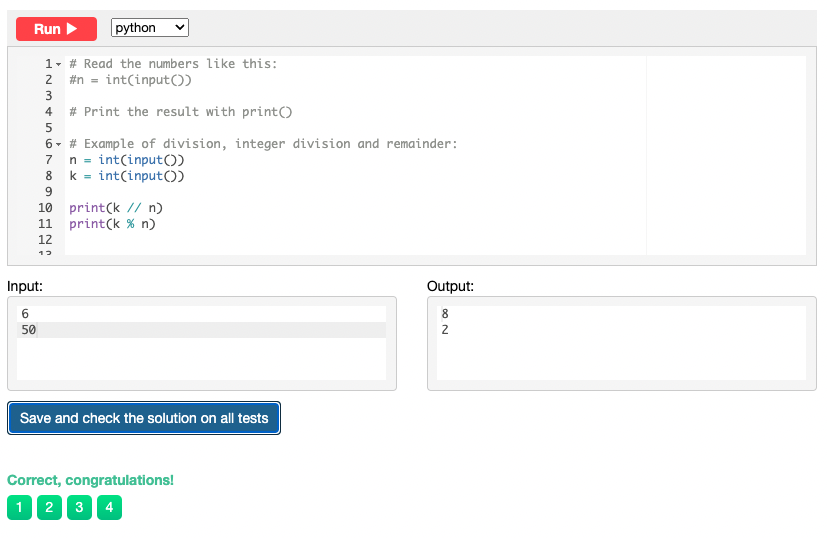 Run ▶ python
1 # Read the numbers like this:
2 #n = int(input())
3
4 # Print the result with print()
5
6 # Example of division, integer division and remainder:
7 n = int(input())
8 k = int(input())
9
10 print(k // n)
11 print(k % n)
12
13
Input:
6
50
Output:
8
2
Save and check the solution on all tests
Correct, congratulations!
1 2 3 4